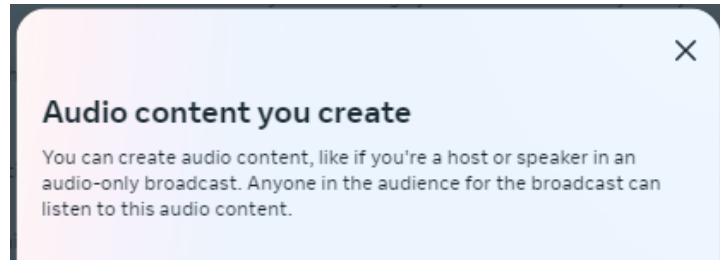 Audio content you create
You can create audio content, like if you're a host or speaker in an
audio-only broadcast. Anyone in the audience for the broadcast can
listen to this audio content.